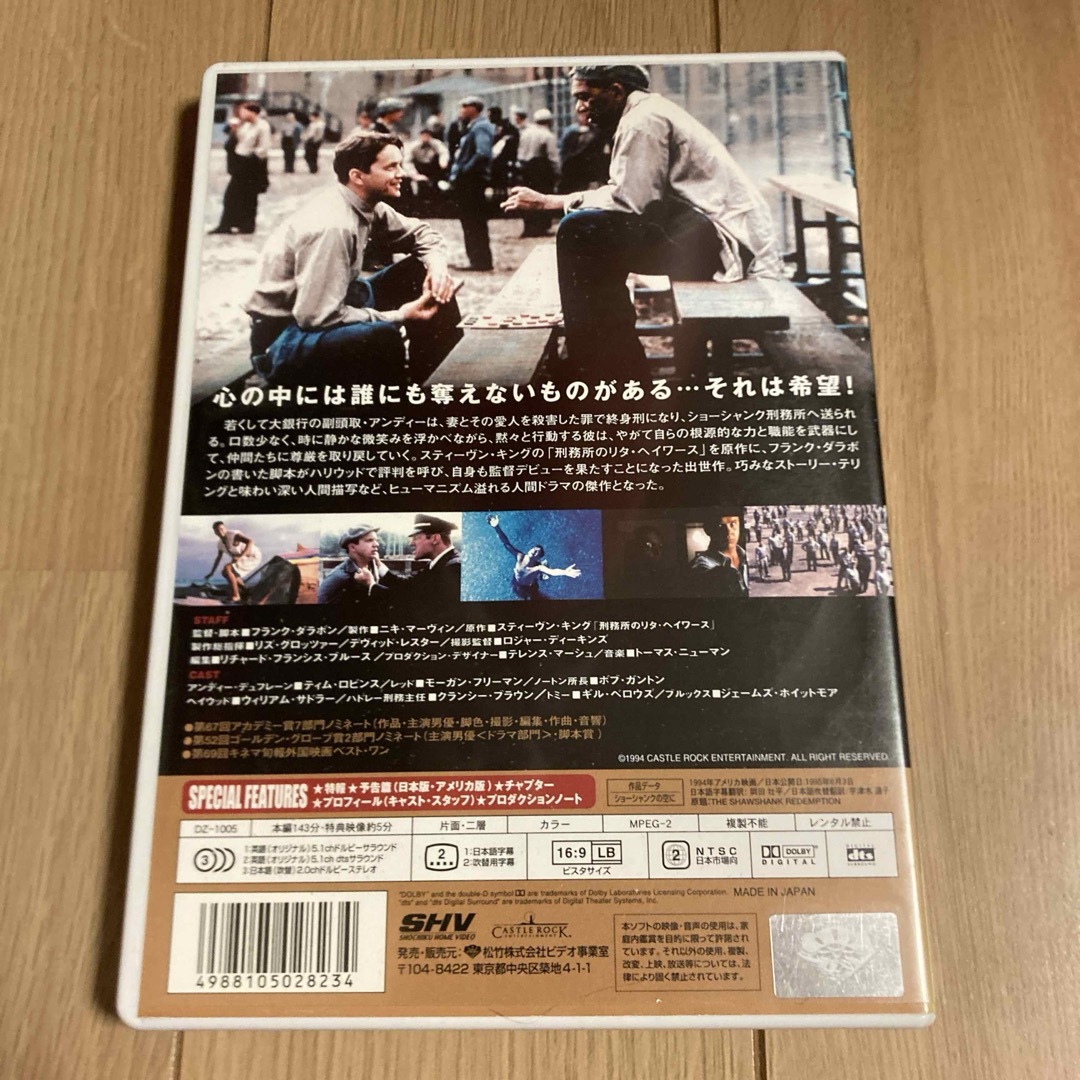 心の中には誰にも奪えないものがある…それは希望!
若くして大銀行の副頭取・アンディーは、妻とその愛人を殺害した罪で終身刑になり、ショーシャンク刑務所へ送られ
る。口数少なく、時に静かな微笑みを浮かべながら、黙々と行動する彼は、やがて自らの根源的な力と職能を武器にし
て、仲間たちに尊厳を取り戻していく。スティーヴン・キングの「刑務所のリタ・ヘイワース」を原作に、フランク・ダラボ
ンの書いた脚本がハリウッドで評判を呼び、自身も監督デビューを果たすことになった出世作。巧みなストーリー・テリ
ングと味わい深い人間描写など、ヒューマニズム溢れる人間ドラマの傑作となった。
STAFF
監督・脚本■フランク・ダラボン/製作■ニキ・マーヴィン/原作■スティーヴン・キング「刑務所のリタ・ヘイワース」
製作総指揮■リズ・グロッツァー/デヴィッド・レスター/撮影監督■ロジャー・ディーキンズ
編集■リチャード・フランシス・ブルース/プロダクション・デザイナー■テレンス・マーシュ/音楽■トーマス・ニューマン
CAST
アンディー・デュフレーン■ティム・ロビンス/レッド■モーガン・フリーマン/ノートン所長■ボブ・ガントン
ヘイウッド■ウィリアム・サドラー/ハドレー刑務主任■クランシー・ブラウン/トミー■ギル・ベロウズ/ブルックス■ジェームズ・ホイットモア
●第67回アカデミー賞7部門ノミネート(作品・主演男優・脚色・撮影・編集・作曲・音響)
●第52回ゴールデン・グローブ賞2部門ノミネート(主演男優<ドラマ部門>・脚本賞)
●第69回キネマ旬報外国映画ベスト・ワン
©1994 CASTLE ROCK ENTERTAINMENT. ALL RIGHT RESERVED.
SPECIAL FEATURES
★特報★予告篇(日本版・アメリカ版)★チャプター
★プロフィール(キャスト・スタッフ)★プロダクションノート
作品データ
ショーシャンクの空に
1994年アメリカ映画/日本公開日:1995年6月3日
日本語字幕翻訳:岡田 壮平/日本語吹替翻訳:宇津木 道子
原題:THE SHAWSHANK REDEMPTION
DZ-1005 本編143分・特典映像約5分 片面・二層 カラー MPEG-2 複製不能 レンタル禁止
3
1:英語(オリジナル)5.1chドルビーサラウンド
2:英語(オリジナル)5.1ch dtsサラウンド
3:日本語(吹替)2.0chドルビーステレオ
2
1:日本語字幕
2:吹替用字幕
16:9 LB
ビスタサイズ
2
NTSC
日本市場向
DOLBY
DIGITAL
dts
"DOLBY" and the double-D symbol are trademarks of Dolby Laboratories Licensing Corporation.
"dts" and "dts Digital Surround" are trademarks of Digital Theater Systems, Inc.
MADE IN JAPAN
4988105028234
SHV
SHOCHIKU HOME VIDEO
CASTLE ROCK
ENTERTAINMENT
発売・販売元: 松竹株式会社ビデオ事業室
〒104-8422 東京都中央区築地4-1-1
本ソフトの映像・音声の使用は、家
庭内鑑賞を目的に限って許諾され
ています。それ以外の使用、複製、
改変、上映、放送等については、法
律により固く禁止されています。